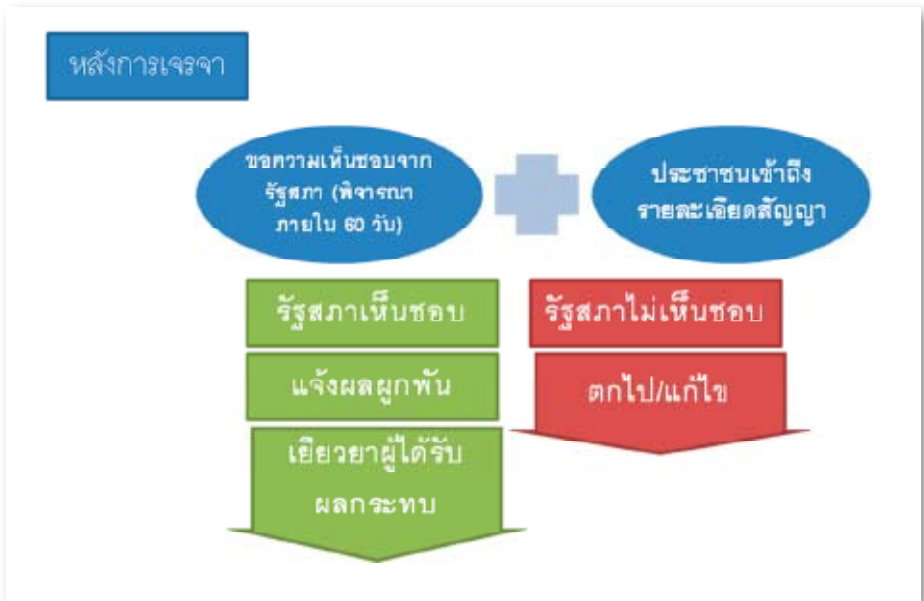 หลังการเจรจา
ขอความเห็นชอบจาก
รัฐสภา (พิจารณา
ภายใน 60 วัน)
ประชาชนเข้าถึง
รายละเอียดสัญญา
รัฐสภาเห็นชอบ
แจ้งผลผูกพัน
เยียวยาผู้ได้รับ
ผลกระทบ
รัฐสภาไม่เห็นชอบ
ตกไป/แก้ไข